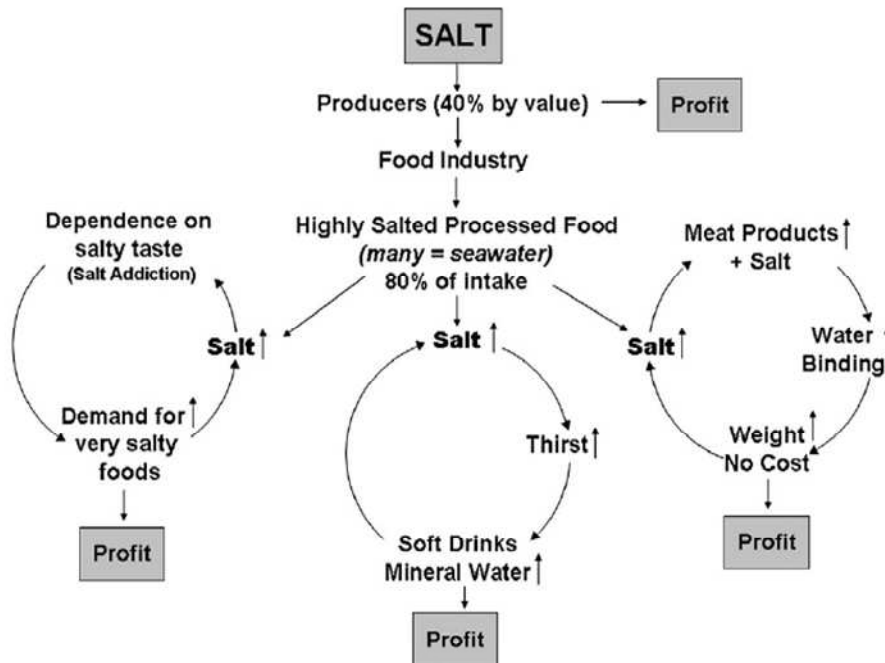 SALT
Producers (40% by value)
Profit
Food Industry
Highly Salted Processed Food
(many = seawater)
80% of intake
Dependence on
salty taste
(Salt Addiction)
Salt ↑
Demand for ↑
very salty
foods
Profit
Salt ↑
Thirst ↑
Soft Drinks
Mineral Water ↑
Profit
Meat Products ↑
+ Salt
Salt ↑
Water
Binding
Weight ↑
No Cost
Profit